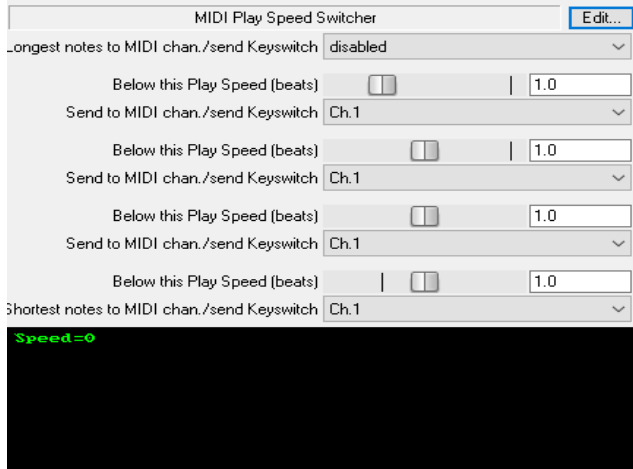 MIDI Play Speed Switcher Edit...
Longest notes to MIDI chan./send Keyswitch disabled
Below this Play Speed (beats) 1.0
Send to MIDI chan./send Keyswitch Ch.1
Below this Play Speed (beats) 1.0
Send to MIDI chan./send Keyswitch Ch.1
Below this Play Speed (beats) 1.0
Send to MIDI chan./send Keyswitch Ch.1
Below this Play Speed (beats) 1.0
Shortest notes to MIDI chan./send Keyswitch Ch.1
Speed=0